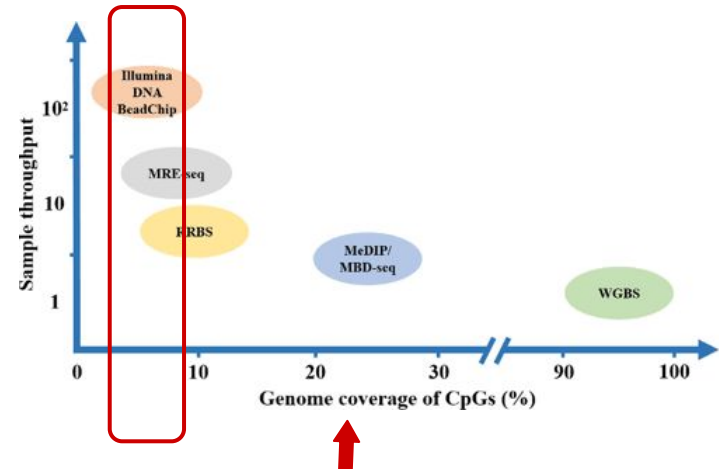 Illumina
DNA
BeadChip
10²
MRE-seq
10
RRBS
MeDIP/
MBD-seq
WGBS
1
Sample throughput
0 10 20 30 90 100
Genome coverage of CpGs (%)